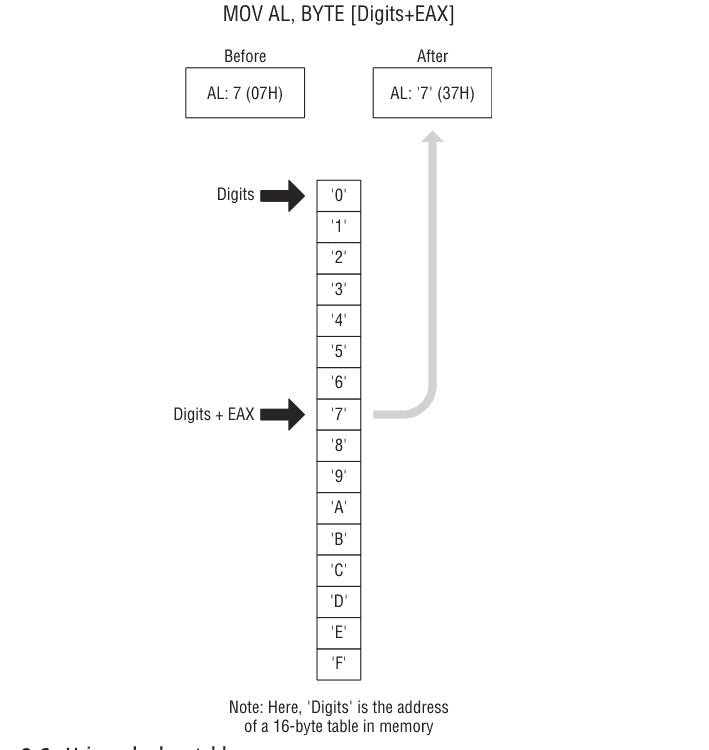 MOV AL, BYTE [Digits+EAX]
Before
After
AL: 7 (07H)
AL: '7' (37H)
Digits
'0'
'1'
'2'
'3'
'4'
'5'
'6'
Digits + EAX
'7'
'8'
'9'
'A'
'B'
'C'
'D'
'E'
'F'
Note: Here, 'Digits' is the address
of a 16-byte table in memory